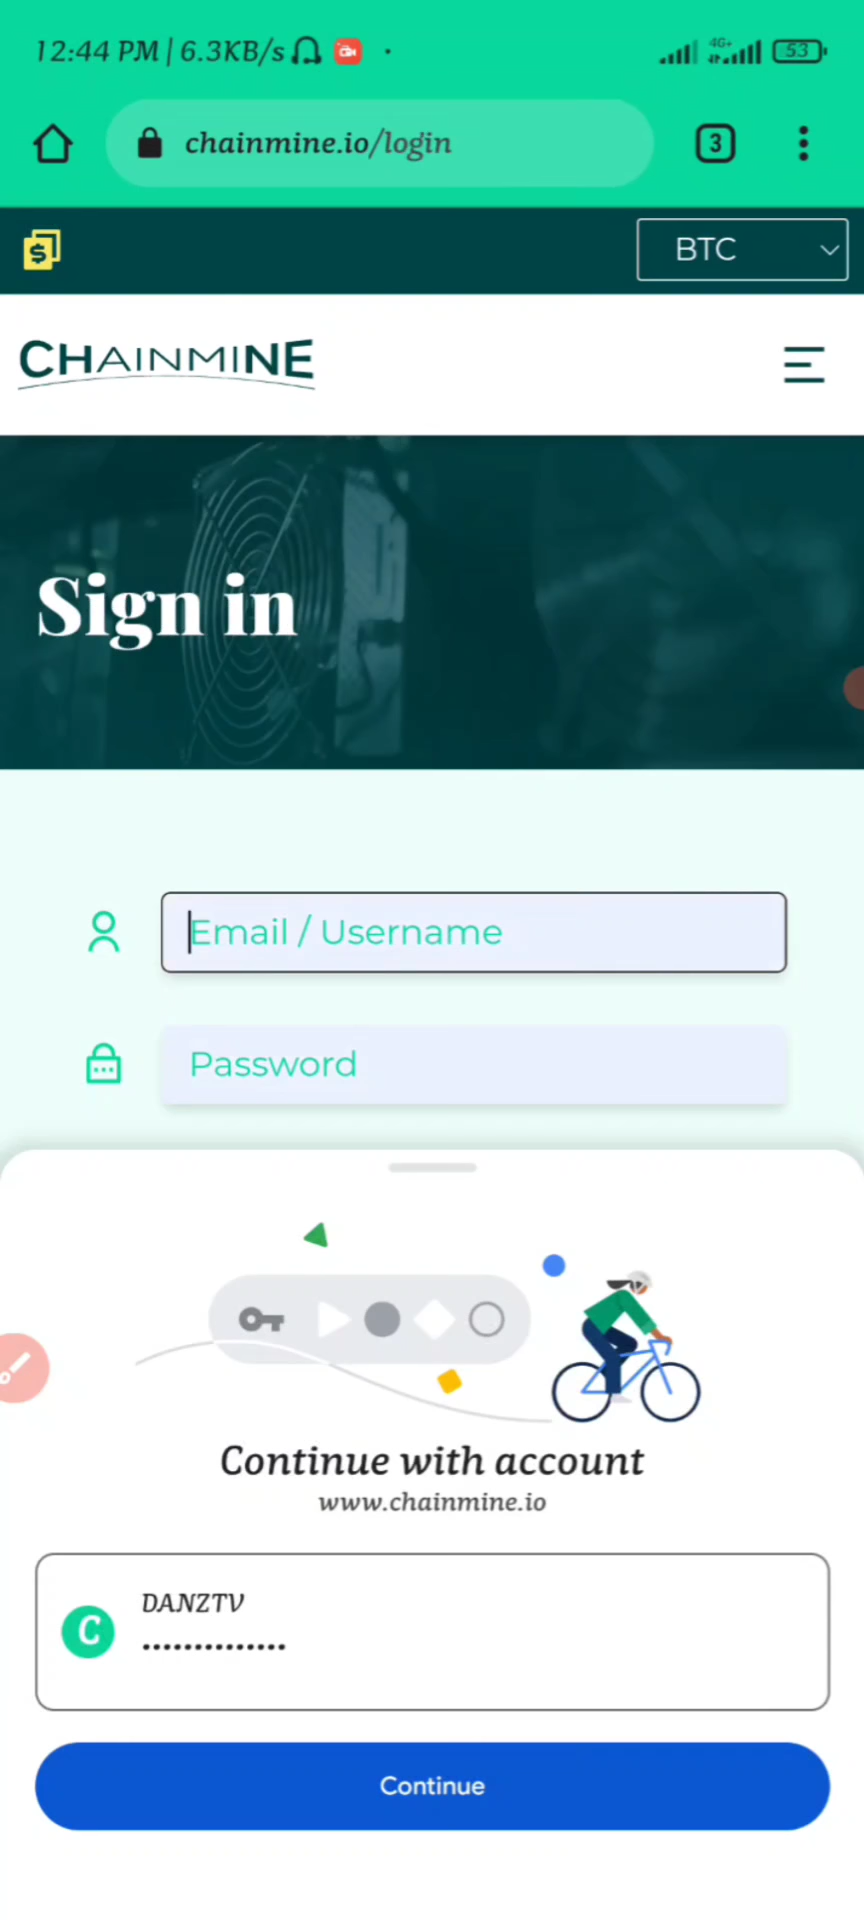 12:44 PM | 6.3KB/s
4G+
53
chainmine.io/login
3
BTC
CHAINMINE
Sign in
Email / Username
Password
Continue with account
www.chainmine.io
C
DANZTV
••••••••••••••
Continue